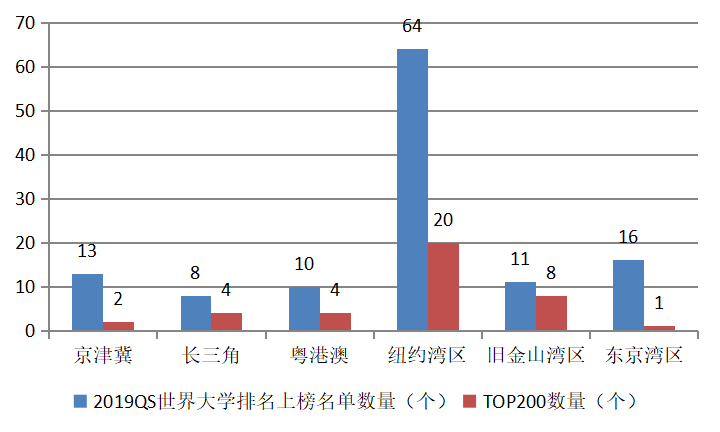 70
60
50
40
30
20
10
0
13
2
8
4
10
4
64
20
11
8
16
1
京津冀
长三角
粤港澳
纽约湾区
旧金山湾区
东京湾区
2019QS世界大学排名上榜名单数量（个）
TOP200数量（个）